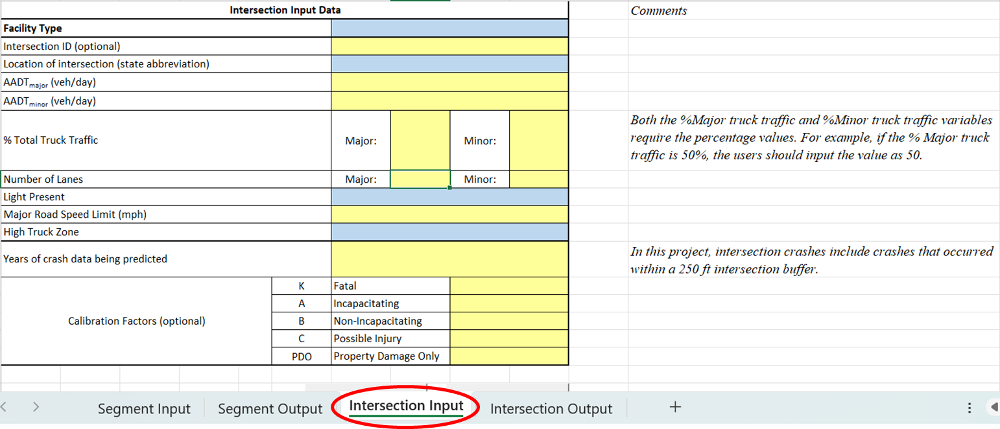 Intersection Input Data
Comments
Facility Type
Intersection ID (optional)
Location of intersection (state abbreviation)
AADTmajor (veh/day)
AADTminor (veh/day)
% Total Truck Traffic Major: Minor:
Both the %Major truck traffic and %Minor truck traffic variables
require the percentage values. For example, if the % Major truck
traffic is 50%, the users should input the value as 50.
Number of Lanes Major: Minor:
Light Present
Major Road Speed Limit (mph)
High Truck Zone
Years of crash data being predicted
In this project, intersection crashes include crashes that occurred
within a 250 ft intersection buffer.
Calibration Factors (optional)
K Fatal
A Incapacitating
B Non-Incapacitating
C Possible Injury
PDO Property Damage Only
Segment Input Segment Output Intersection Input Intersection Output +